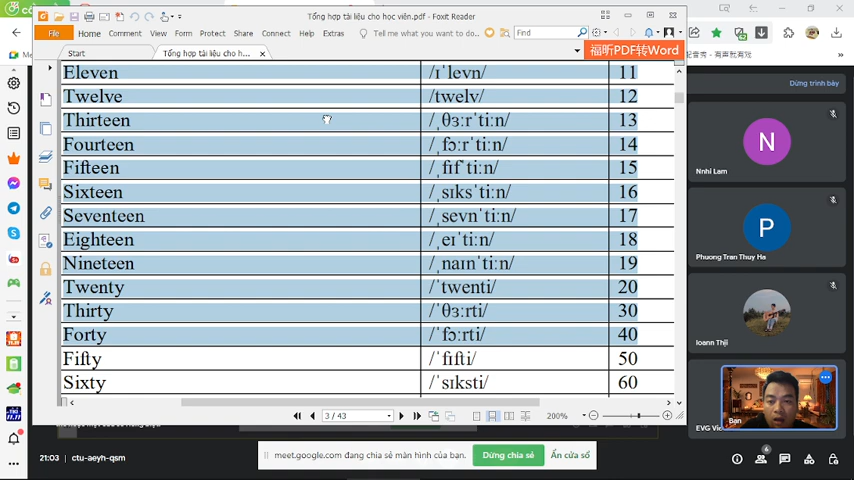 Tổng hợp tài liệu cho học viên.pdf - Foxit Reader
File Home Comment View Form Protect Share Connect Help Extras Tell me what you want to do.. Find
Start Tổng hợp tài liệu cho h...
福昕PDF转Word
Eleven /ɪˈlevn/ 11
Twelve /twelv/ 12
Thirteen /ˌθɜːrˈtiːn/ 13
Fourteen /ˌfɔːrˈtiːn/ 14
Fifteen /ˌfɪfˈtiːn/ 15
Sixteen /ˌsɪksˈtiːn/ 16
Seventeen /ˌsevnˈtiːn/ 17
Eighteen /ˌeɪˈtiːn/ 18
Nineteen /ˌnaɪnˈtiːn/ 19
Twenty /ˈtwenti/ 20
Thirty /ˈθɜːrti/ 30
Forty /ˈfɔːrti/ 40
Fifty /ˈfɪfti/ 50
Sixty /ˈsɪksti/ 60
3 / 43
200%
Dừng trình bày
N
Nnhi Lam
P
Phuong Tran Thuy Ha
Ioann Thịi
Bạn
21:03 ctu-aeyh-qsm
meet.google.com đang chia sẻ màn hình của bạn.
Dừng chia sẻ
Ẩn cửa sổ
6